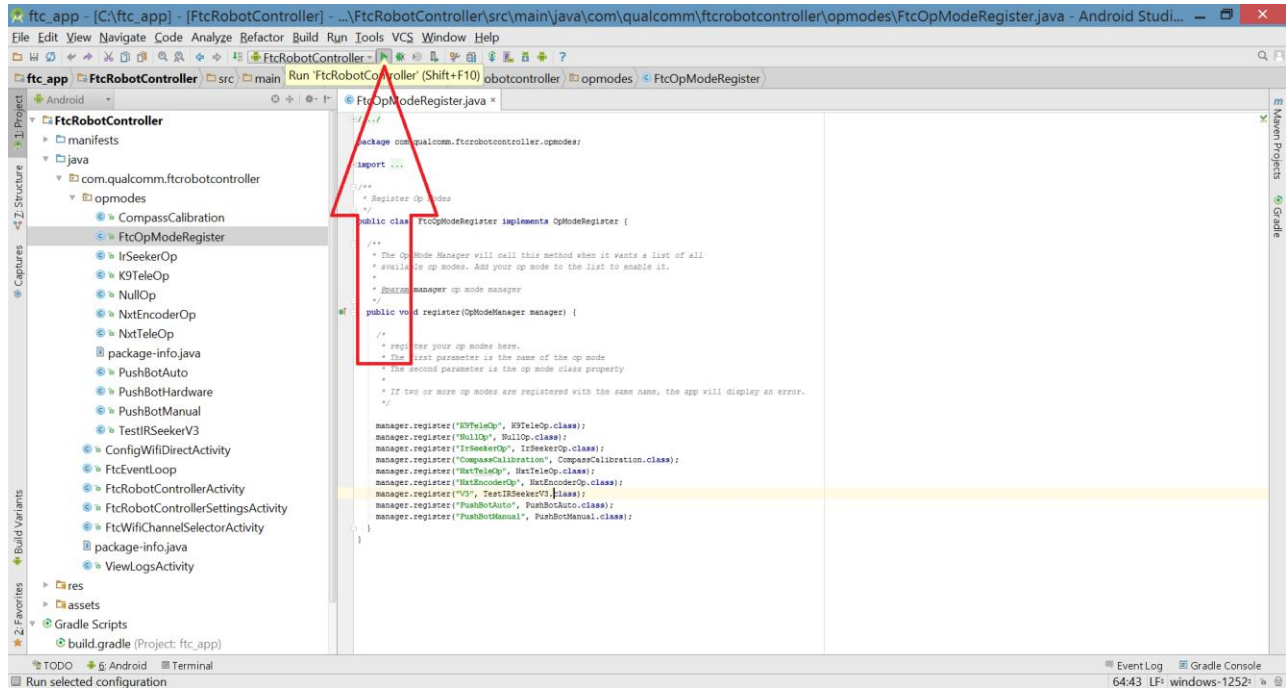 ftc_app - [C:\ftc_app] - [FtcRobotController] - ...\FtcRobotController\src\main\java\com\qualcomm\ftcrobotcontroller\opmodes\FtcOpModeRegister.java - Android Studi...
File Edit View Navigate Code Analyze Refactor Build Run Tools VCS Window Help
FtcRobotController
ftc_app FtcRobotController src main obotcontroller opmodes FtcOpModeRegister
Run 'FtcRobotController' (Shift+F10)
Android
FtcOpModeRegister.java
1: Project
Z: Structure
Captures
Build Variants
2: Favorites
FtcRobotController
manifests
java
com.qualcomm.ftcrobotcontroller
opmodes
CompassCalibration
FtcOpModeRegister
IrSeekerOp
K9TeleOp
NullOp
NxtEncoderOp
NxtTeleOp
package-info.java
PushBotAuto
PushBotHardware
PushBotManual
TestIRSeekerV3
ConfigWifiDirectActivity
FtcEventLoop
FtcRobotControllerActivity
FtcRobotControllerSettingsActivity
FtcWifiChannelSelectorActivity
package-info.java
ViewLogsActivity
res
assets
Gradle Scripts
build.gradle (Project: ftc_app)
/.../
package com.qualcomm.ftcrobotcontroller.opmodes;
import ...
/**
* Register Op Modes
*/
public class FtcOpModeRegister implements OpModeRegister {
/**
* The Op Mode Manager will call this method when it wants a list of all
* available op modes. Add your op mode to the list to enable it.
*
* @param manager op mode manager
*/
public void register(OpModeManager manager) {
/*
* register your op modes here.
* The first parameter is the name of the op mode
* The second parameter is the op mode class property
*
* If two or more op modes are registered with the same name, the app will display an error.
*/
manager.register("K9TeleOp", K9TeleOp.class);
manager.register("NullOp", NullOp.class);
manager.register("IrSeekerOp", IrSeekerOp.class);
manager.register("CompassCalibration", CompassCalibration.class);
manager.register("NxtTeleOp", NxtTeleOp.class);
manager.register("NxtEncoderOp", NxtEncoderOp.class);
manager.register("V3", TestIRSeekerV3.class);
manager.register("PushBotAuto", PushBotAuto.class);
manager.register("PushBotManual", PushBotManual.class);
}
}
Maven Projects
Gradle
TODO 6: Android Terminal Event Log Gradle Console
Run selected configuration 64:43 LF÷ windows-1252÷